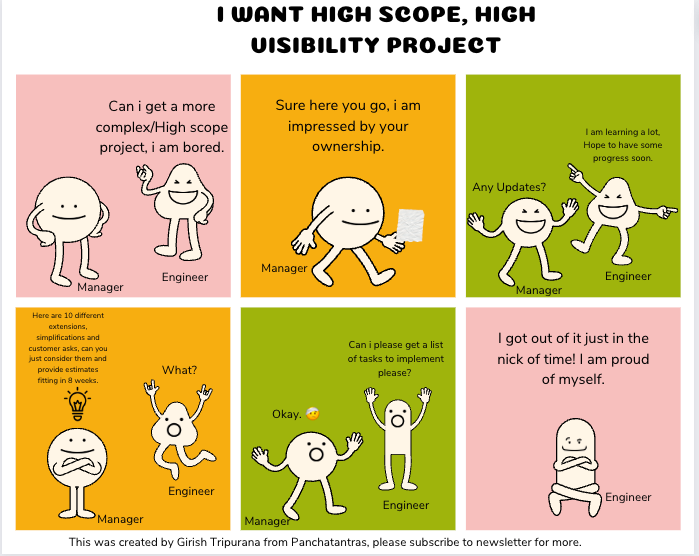 I WANT HIGH SCOPE, HIGH
VISIBILITY PROJECT
Can i get a more
complex/High scope
project, i am bored.
Manager
Engineer
Sure here you go, i am
impressed by your
ownership.
Manager
I am learning a lot,
Hope to have some
progress soon.
Any Updates?
Engineer
Manager
Here are 10 different
extensions,
simplifications and
customer asks, can you
just consider them and
provide estimates
fitting in 8 weeks.
What?
Engineer
Manager
Can i please get a list
of tasks to implement
please?
Okay. 🤕
Engineer
Manager
I got out of it just in the
nick of time! I am proud
of myself.
Engineer
This was created by Girish Tripurana from Panchatantras, please subscribe to newsletter for more.